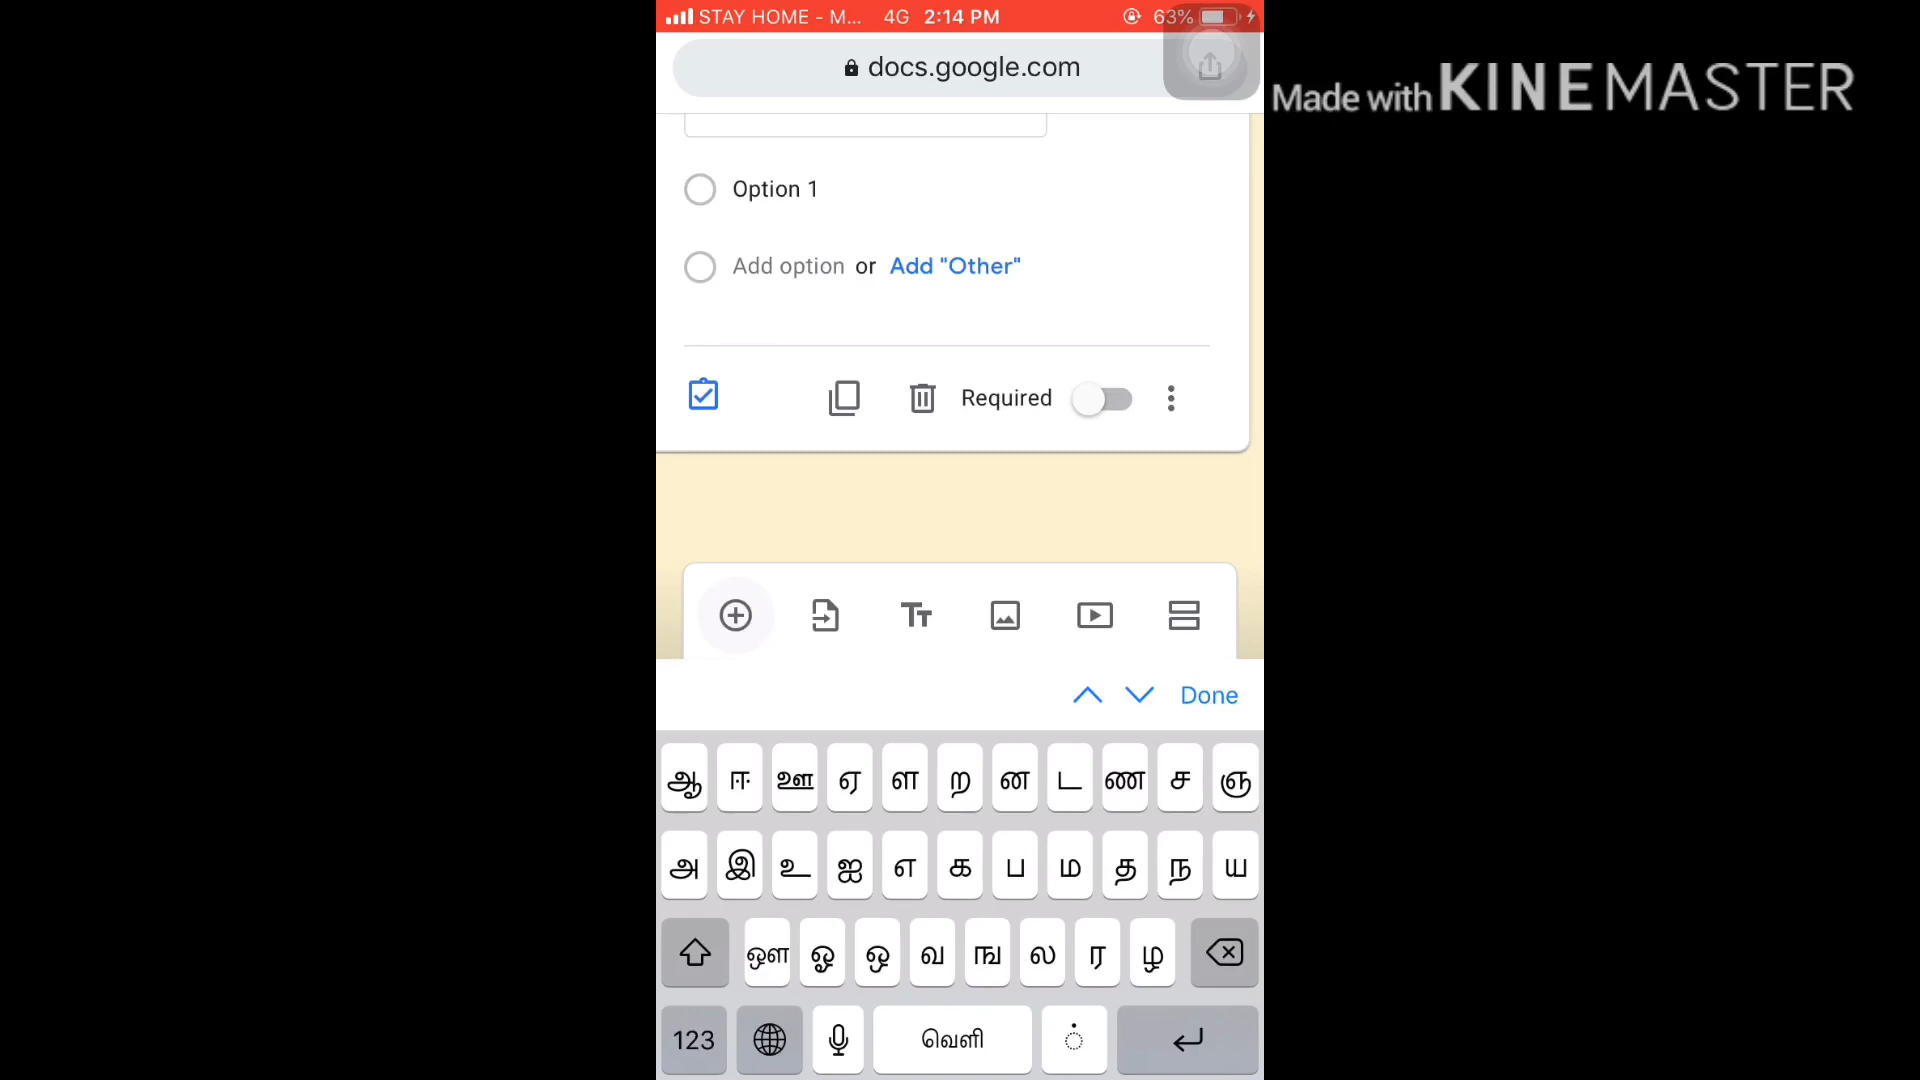 STAY HOME - M... 4G 2:14 PM 63%
docs.google.com
Made with KINEMASTER
Option 1
Add option or Add "Other"
Required
Done
ஆ ஈ ஊ ஏ ள ற ன ட ண ச ஞ
அ இ உ ஐ எ க ப ம த ந ய
ஔ ஓ ஒ வ ங ல ர ழ
123 வெளி ்